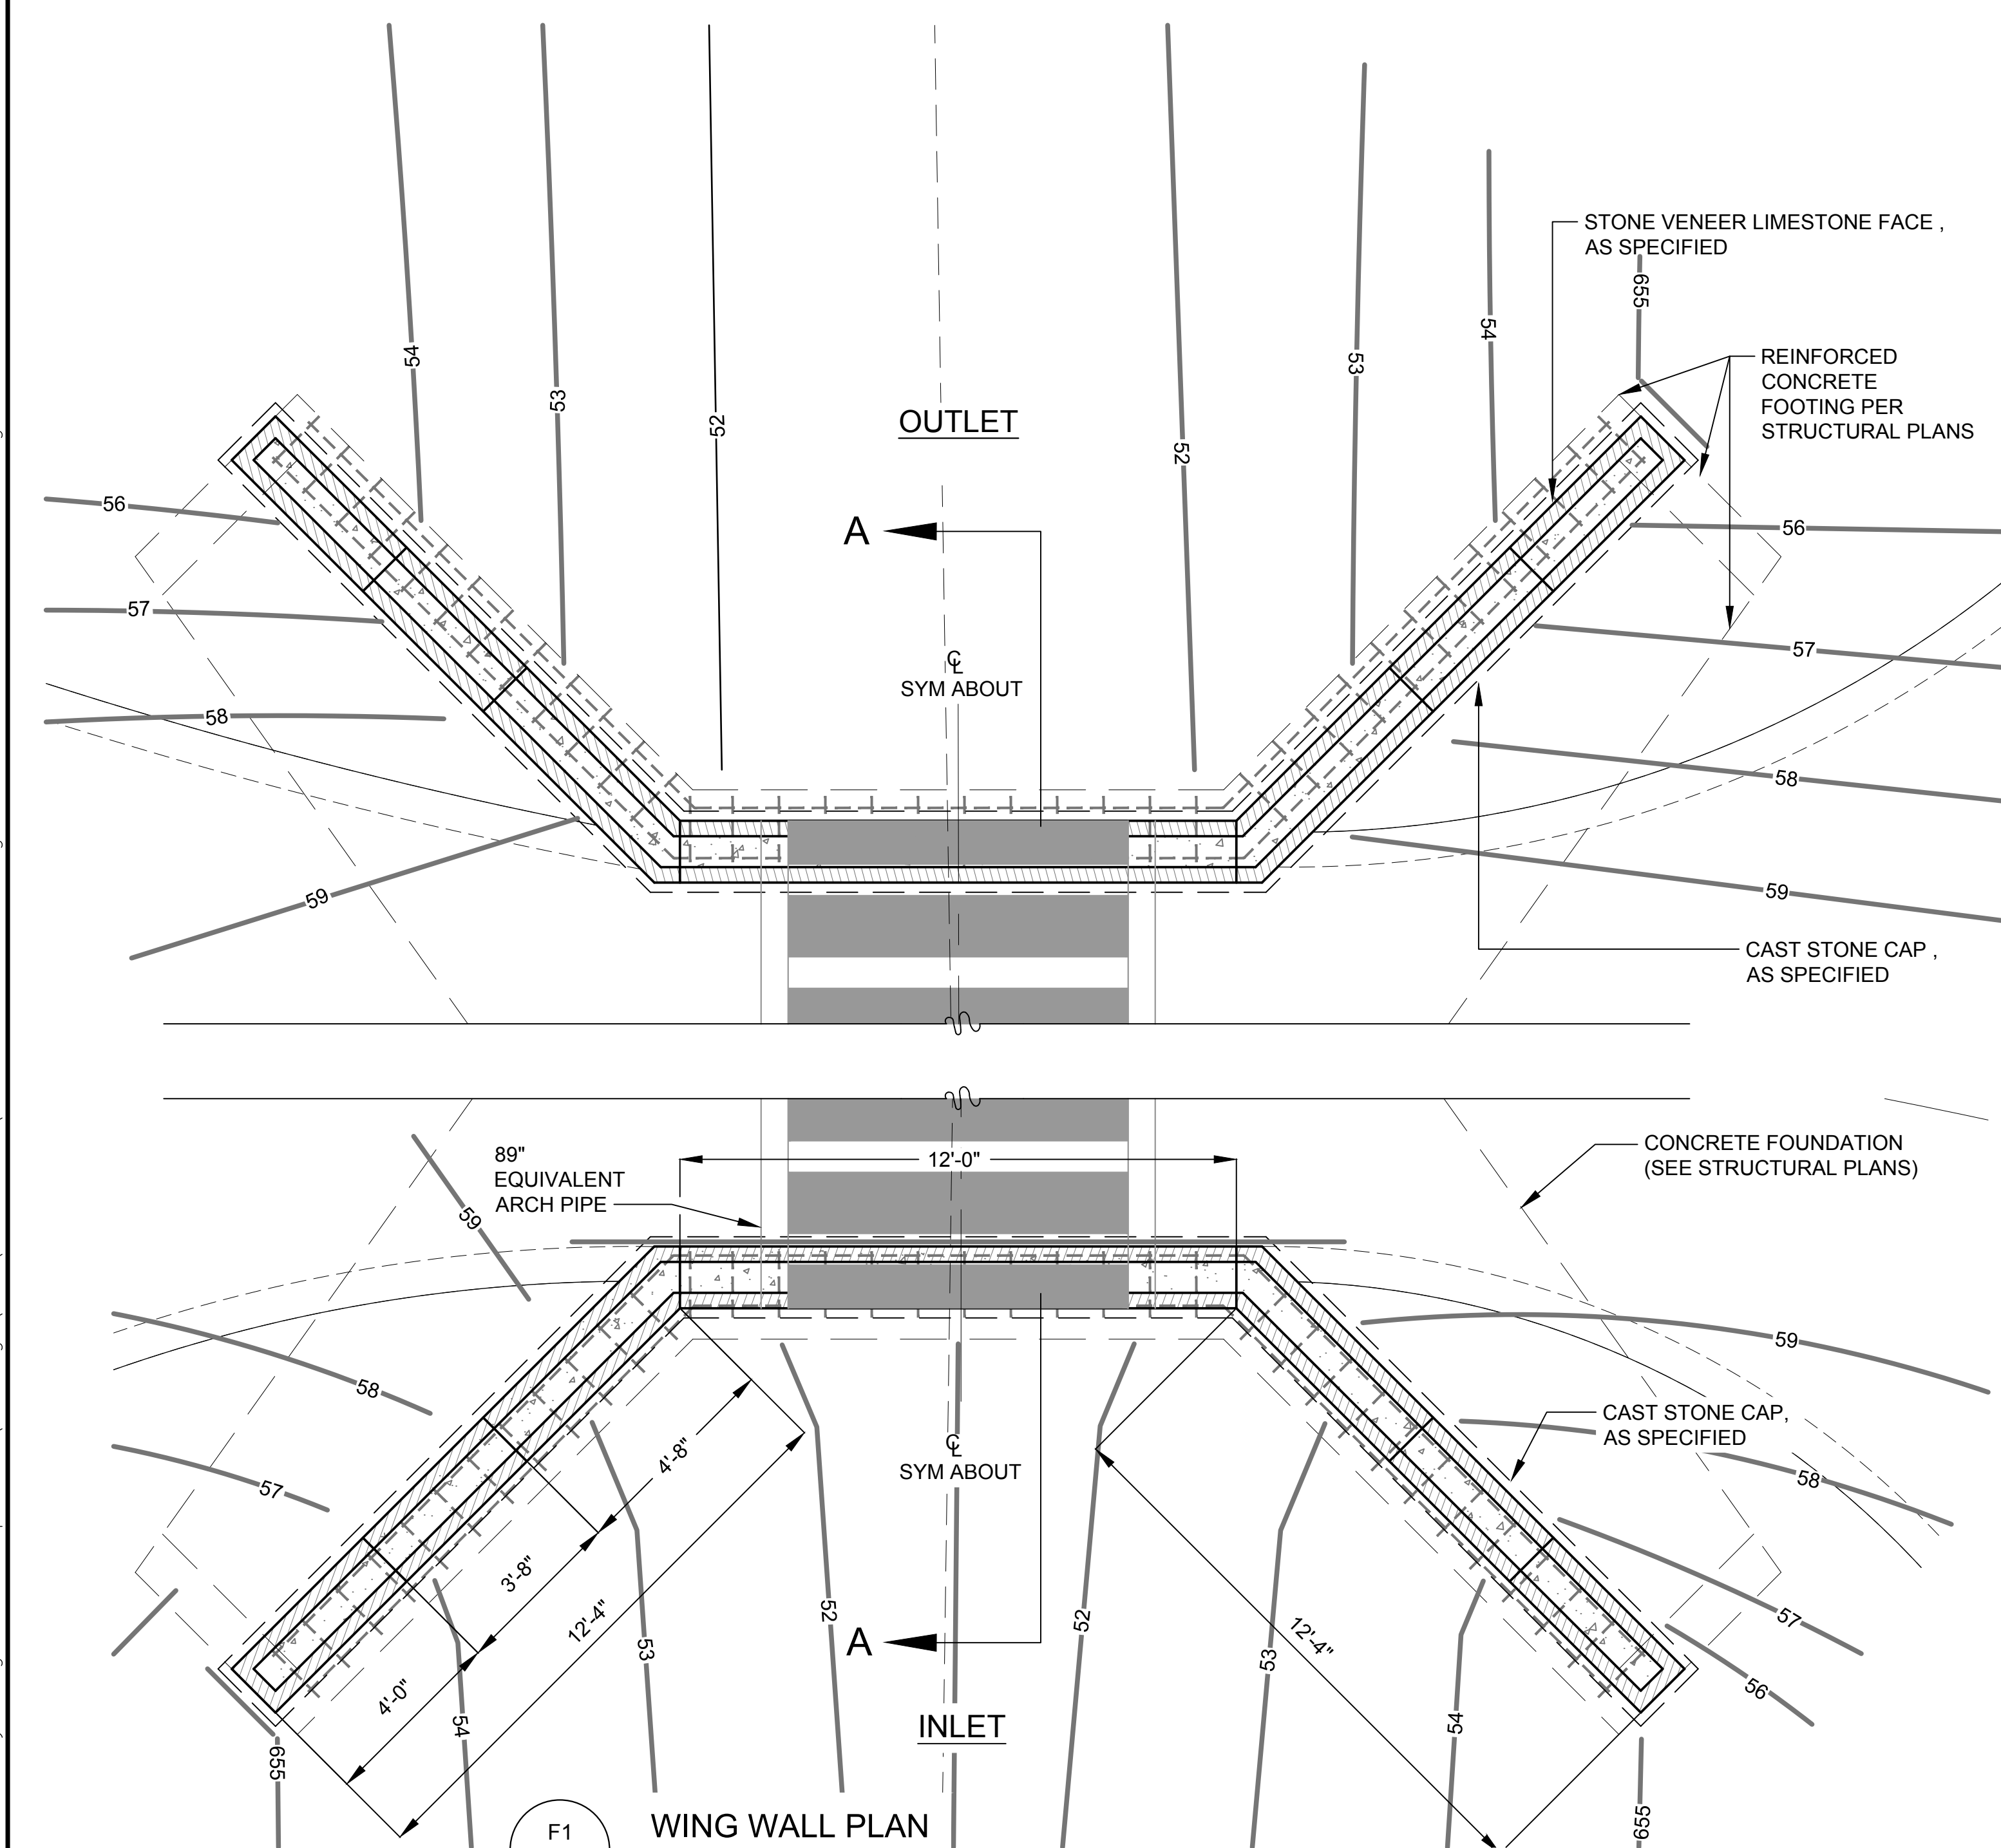 STONE VENEER LIMESTONE FACE ,
AS SPECIFIED
655
54
53
52
54
53
52
REINFORCED
CONCRETE
FOOTING PER
STRUCTURAL PLANS
OUTLET
56
A
56
57
57
58
℄
SYM ABOUT
58
59
59
CAST STONE CAP ,
AS SPECIFIED
89"
EQUIVALENT
ARCH PIPE
12'-0"
CONCRETE FOUNDATION
(SEE STRUCTURAL PLANS)
59
59
58
CAST STONE CAP,
AS SPECIFIED
4'-8"
℄
SYM ABOUT
57
58
3'-8"
12'-4"
12'-4"
52
52
53
53
57
A
4'-0"
56
54
54
INLET
655
655
F1
WING WALL PLAN